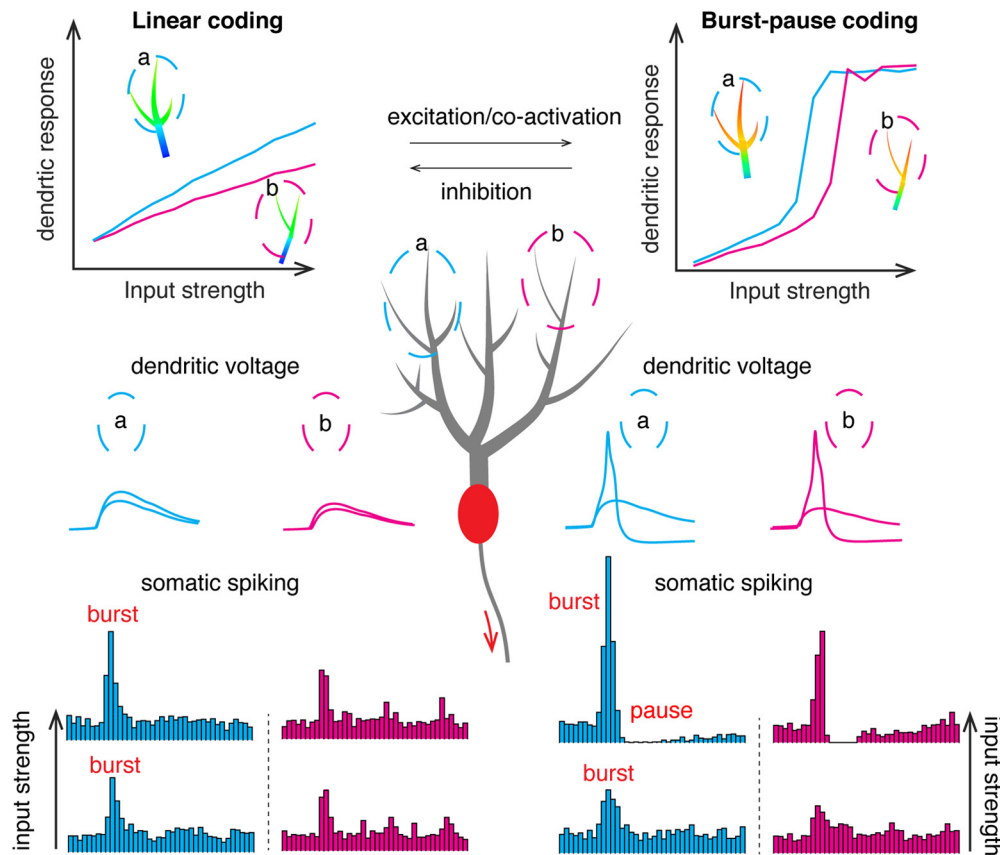 Linear coding
Burst-pause coding
a
b
dendritic response
Input strength
excitation/co-activation
inhibition
a
b
dendritic response
Input strength
a
b
dendritic voltage
a
b
dendritic voltage
a
b
somatic spiking
burst
burst
input strength
somatic spiking
burst
pause
burst
input strength